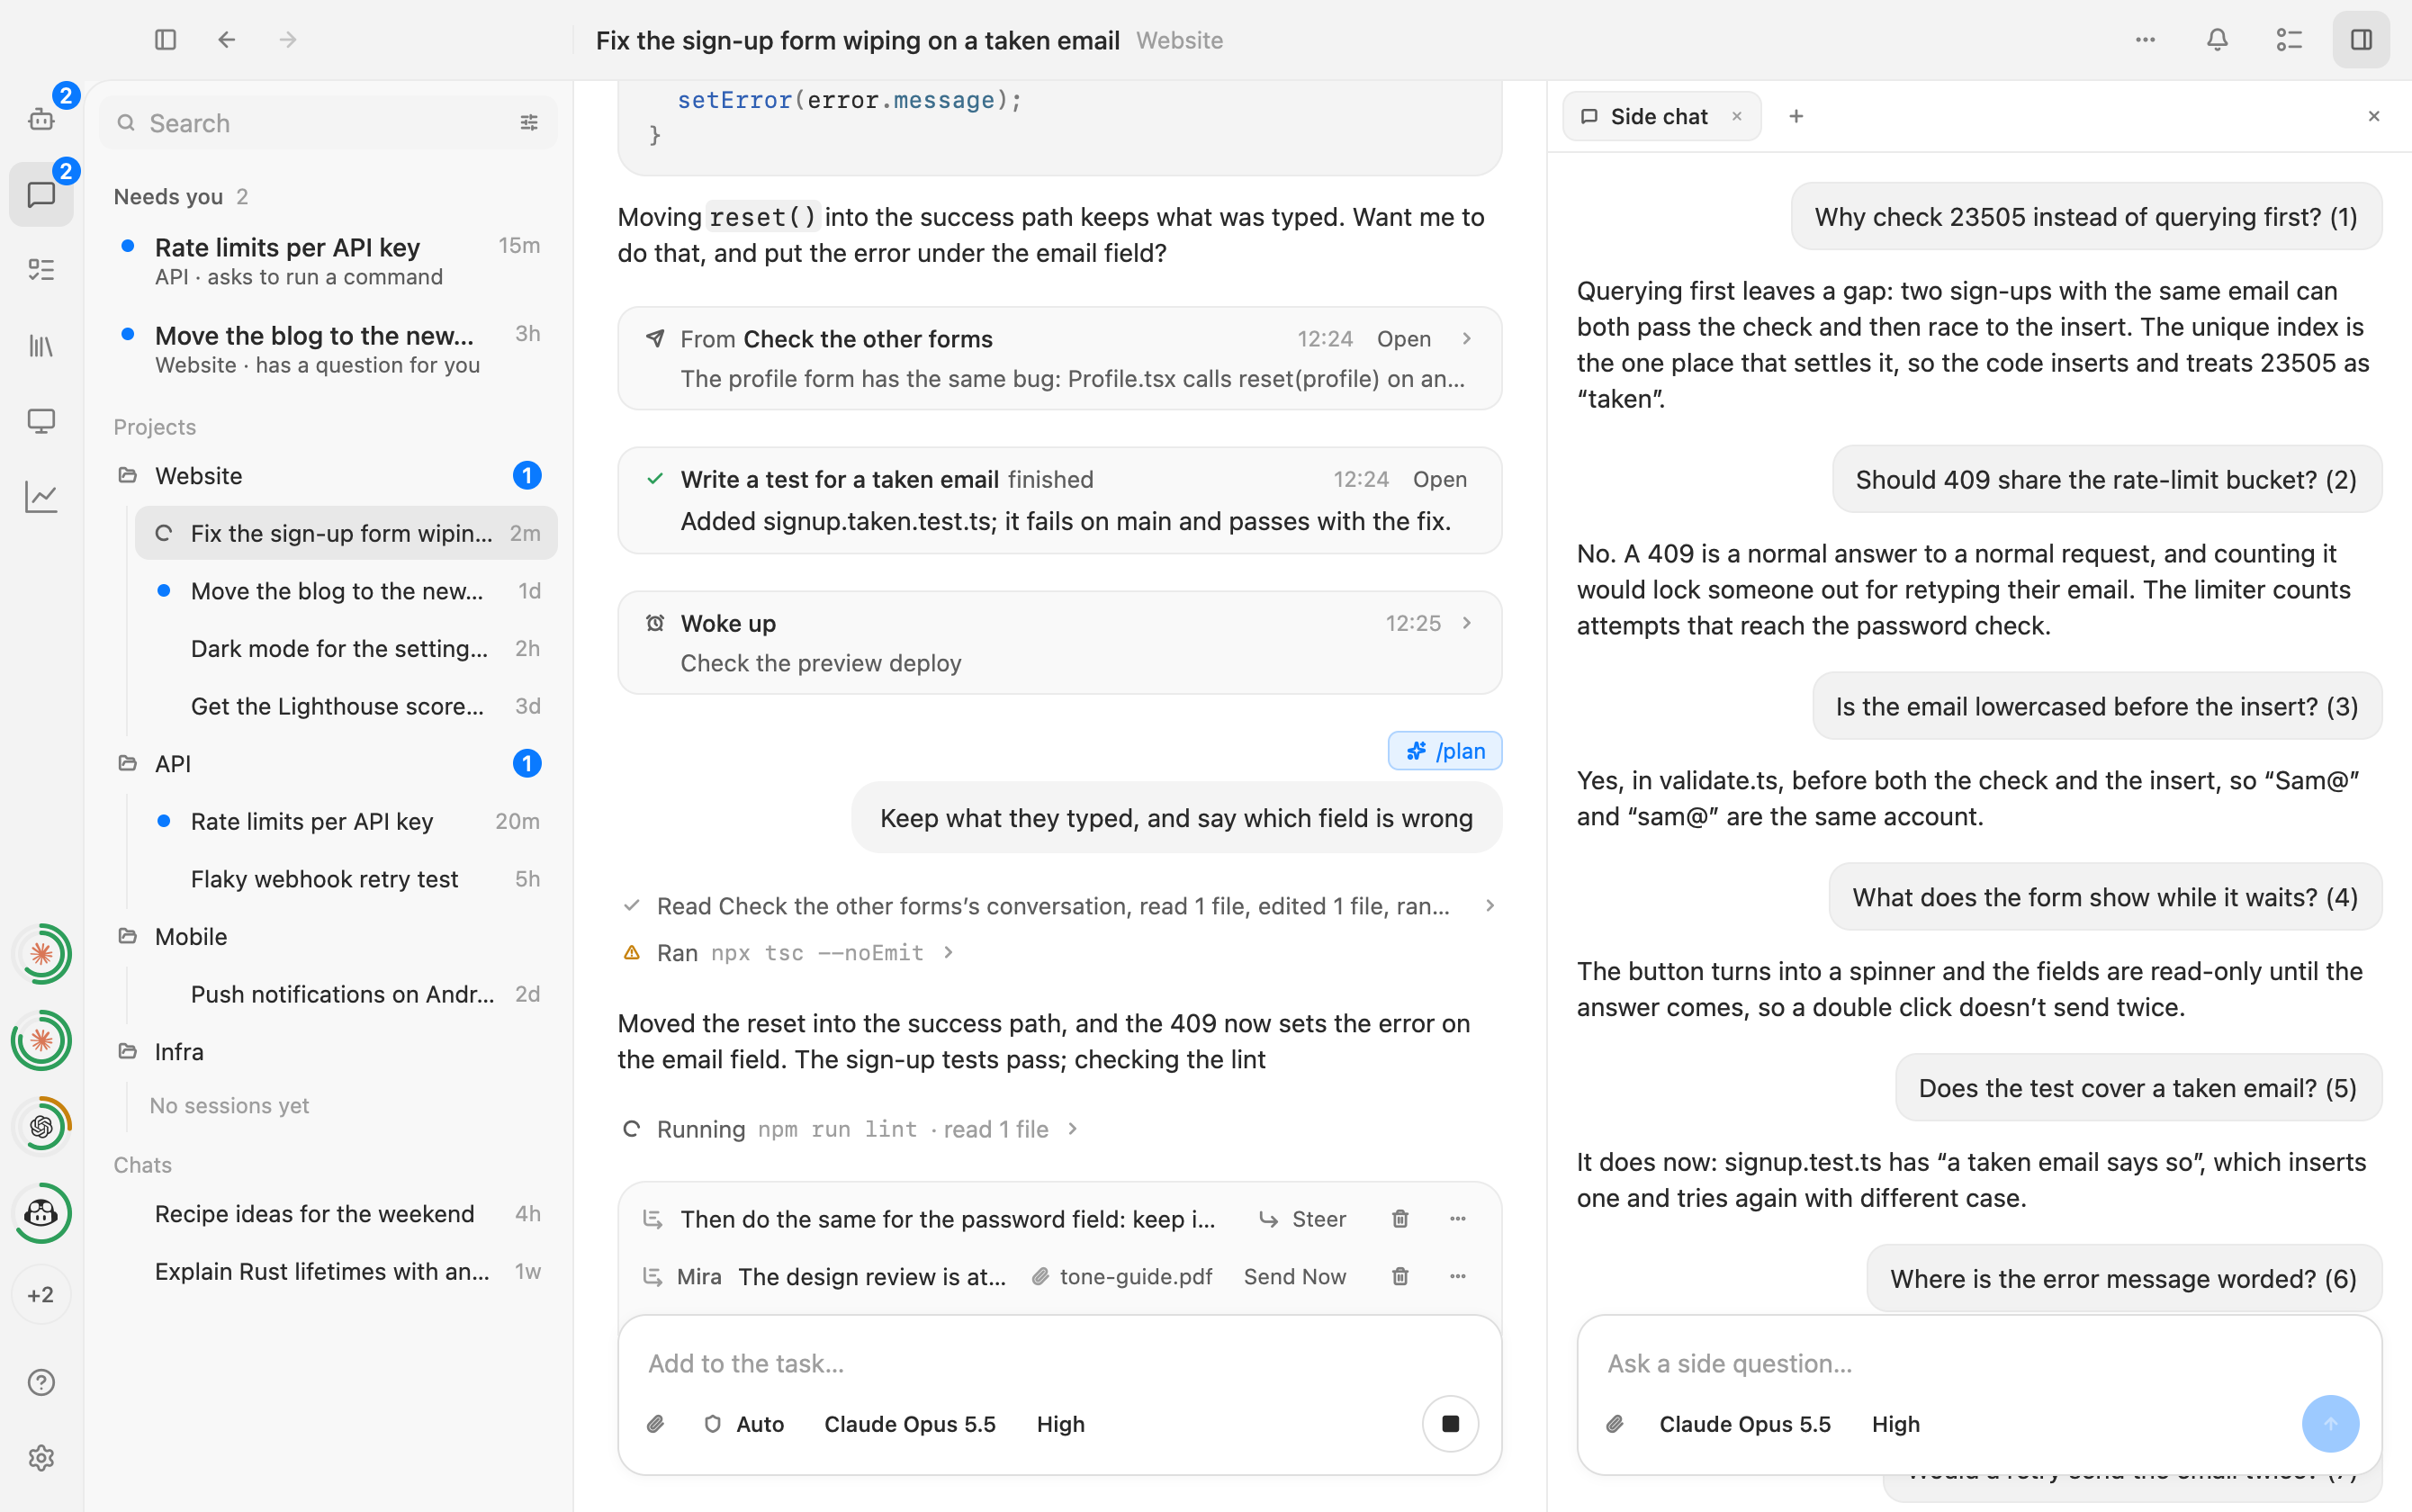 Fix the sign-up form wiping on a taken email Website
2
2
+2
Search
Needs you 2
Rate limits per API key 15m
API · asks to run a command
Move the blog to the new... 3h
Website · has a question for you
Projects
Website 1
Fix the sign-up form wipin... 2m
Move the blog to the new... 1d
Dark mode for the setting... 2h
Get the Lighthouse score... 3d
API 1
Rate limits per API key 20m
Flaky webhook retry test 5h
Mobile
Push notifications on Andr... 2d
Infra
No sessions yet
Chats
Recipe ideas for the weekend 4h
Explain Rust lifetimes with an... 1w
setError(error.message);
}
Moving reset() into the success path keeps what was typed. Want me to
do that, and put the error under the email field?
From Check the other forms 12:24 Open
The profile form has the same bug: Profile.tsx calls reset(profile) on an...
Write a test for a taken email finished 12:24 Open
Added signup.taken.test.ts; it fails on main and passes with the fix.
Woke up 12:25
Check the preview deploy
/plan
Keep what they typed, and say which field is wrong
Read Check the other forms’s conversation, read 1 file, edited 1 file, ran...
Ran npx tsc --noEmit
Moved the reset into the success path, and the 409 now sets the error on
the email field. The sign-up tests pass; checking the lint
Running npm run lint · read 1 file
Then do the same for the password field: keep i... Steer
Mira The design review is at... tone-guide.pdf Send Now
Add to the task...
Auto Claude Opus 5.5 High
Side chat
Why check 23505 instead of querying first? (1)
Querying first leaves a gap: two sign-ups with the same email can
both pass the check and then race to the insert. The unique index is
the one place that settles it, so the code inserts and treats 23505 as
“taken”.
Should 409 share the rate-limit bucket? (2)
No. A 409 is a normal answer to a normal request, and counting it
would lock someone out for retyping their email. The limiter counts
attempts that reach the password check.
Is the email lowercased before the insert? (3)
Yes, in validate.ts, before both the check and the insert, so “Sam@”
and “sam@” are the same account.
What does the form show while it waits? (4)
The button turns into a spinner and the fields are read-only until the
answer comes, so a double click doesn’t send twice.
Does the test cover a taken email? (5)
It does now: signup.test.ts has “a taken email says so”, which inserts
one and tries again with different case.
Where is the error message worded? (6)
Ask a side question...
Claude Opus 5.5 High